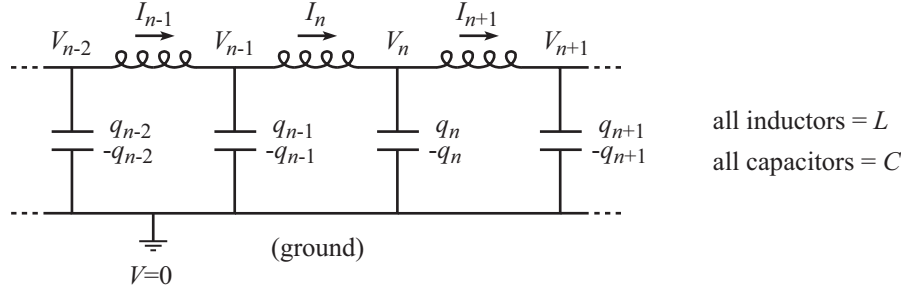 I_{n-1} I_n I_{n+1}
V_{n-2} V_{n-1} V_n V_{n+1}
q_{n-2} q_{n-1} q_n q_{n+1}
-q_{n-2} -q_{n-1} -q_n -q_{n+1}
all inductors = L
all capacitors = C
(ground)
V=0